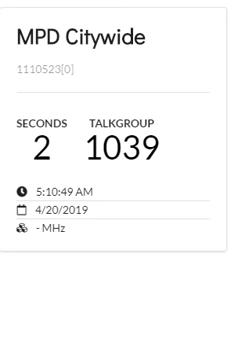 MPD Citywide
1110523[0]
SECONDS TALKGROUP
2 1039
5:10:49 AM
4/20/2019
- MHz